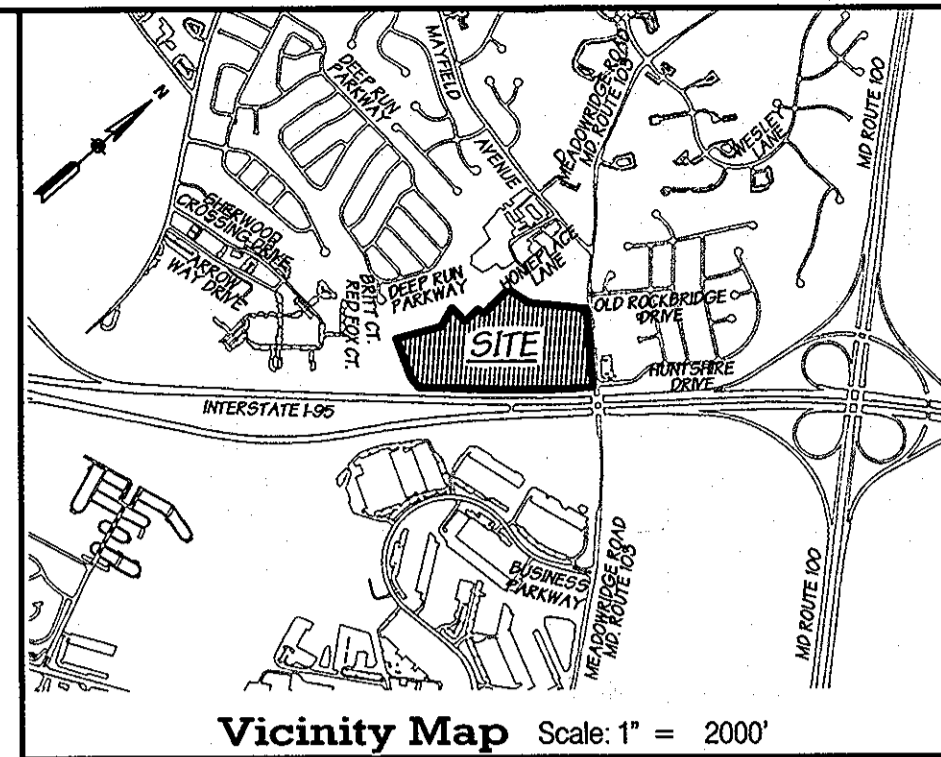 N
DEEP RUN
PARKWAY
MAYFIELD
AVENUE
MEADOWRIDGE ROAD
MD. ROUTE 103
WESLEY
LANE
MD ROUTE 100
SHERWOOD
CROSSING DRIVE
ARROW
WAY DRIVE
BRITT CT.
RED FOX CT.
DEEP RUN
PARKWAY
HOMEPLACE
LANE
OLD ROCKBRIDGE
DRIVE
SITE
HUNTSHIRE
DRIVE
INTERSTATE I-95
BUSINESS
PARKWAY
MEADOWRIDGE ROAD
MD. ROUTE 103
MD ROUTE 100
Vicinity Map Scale: 1" = 2000'